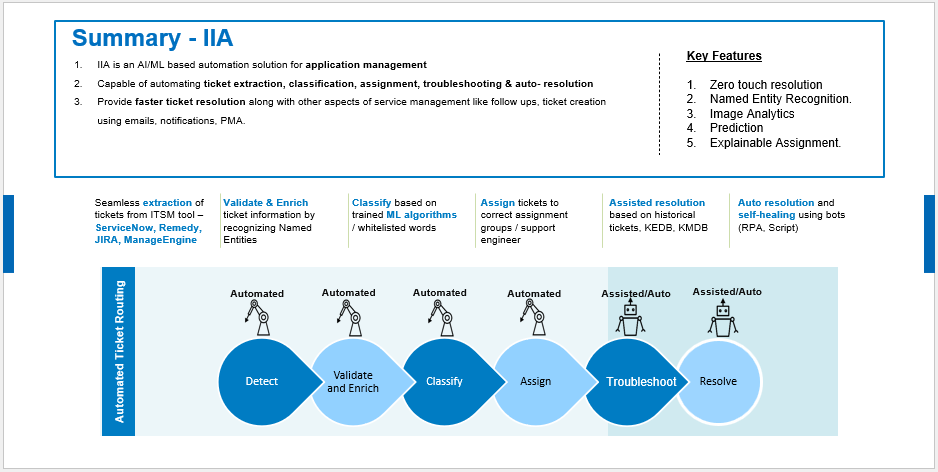 Summary - IIA
1. IIA is an AI/ML based automation solution for application management
2. Capable of automating ticket extraction, classification, assignment, troubleshooting & auto- resolution
3. Provide faster ticket resolution along with other aspects of service management like follow ups, ticket creation
using emails, notifications, PMA.
Key Features
1. Zero touch resolution
2. Named Entity Recognition.
3. Image Analytics
4. Prediction
5. Explainable Assignment.
Seamless extraction of
tickets from ITSM tool –
ServiceNow, Remedy,
JIRA, ManageEngine
Validate & Enrich
ticket information by
recognizing Named
Entities
Classify based on
trained ML algorithms
/ whitelisted words
Assign tickets to
correct assignment
groups / support
engineer
Assisted resolution
based on historical
tickets, KEDB, KMDB
Auto resolution and
self-healing using bots
(RPA, Script)
Automated Ticket Routing
Automated
Automated
Automated
Automated
Assisted/Auto
Assisted/Auto
Detect
Validate
and Enrich
Classify
Assign
Troubleshoot
Resolve